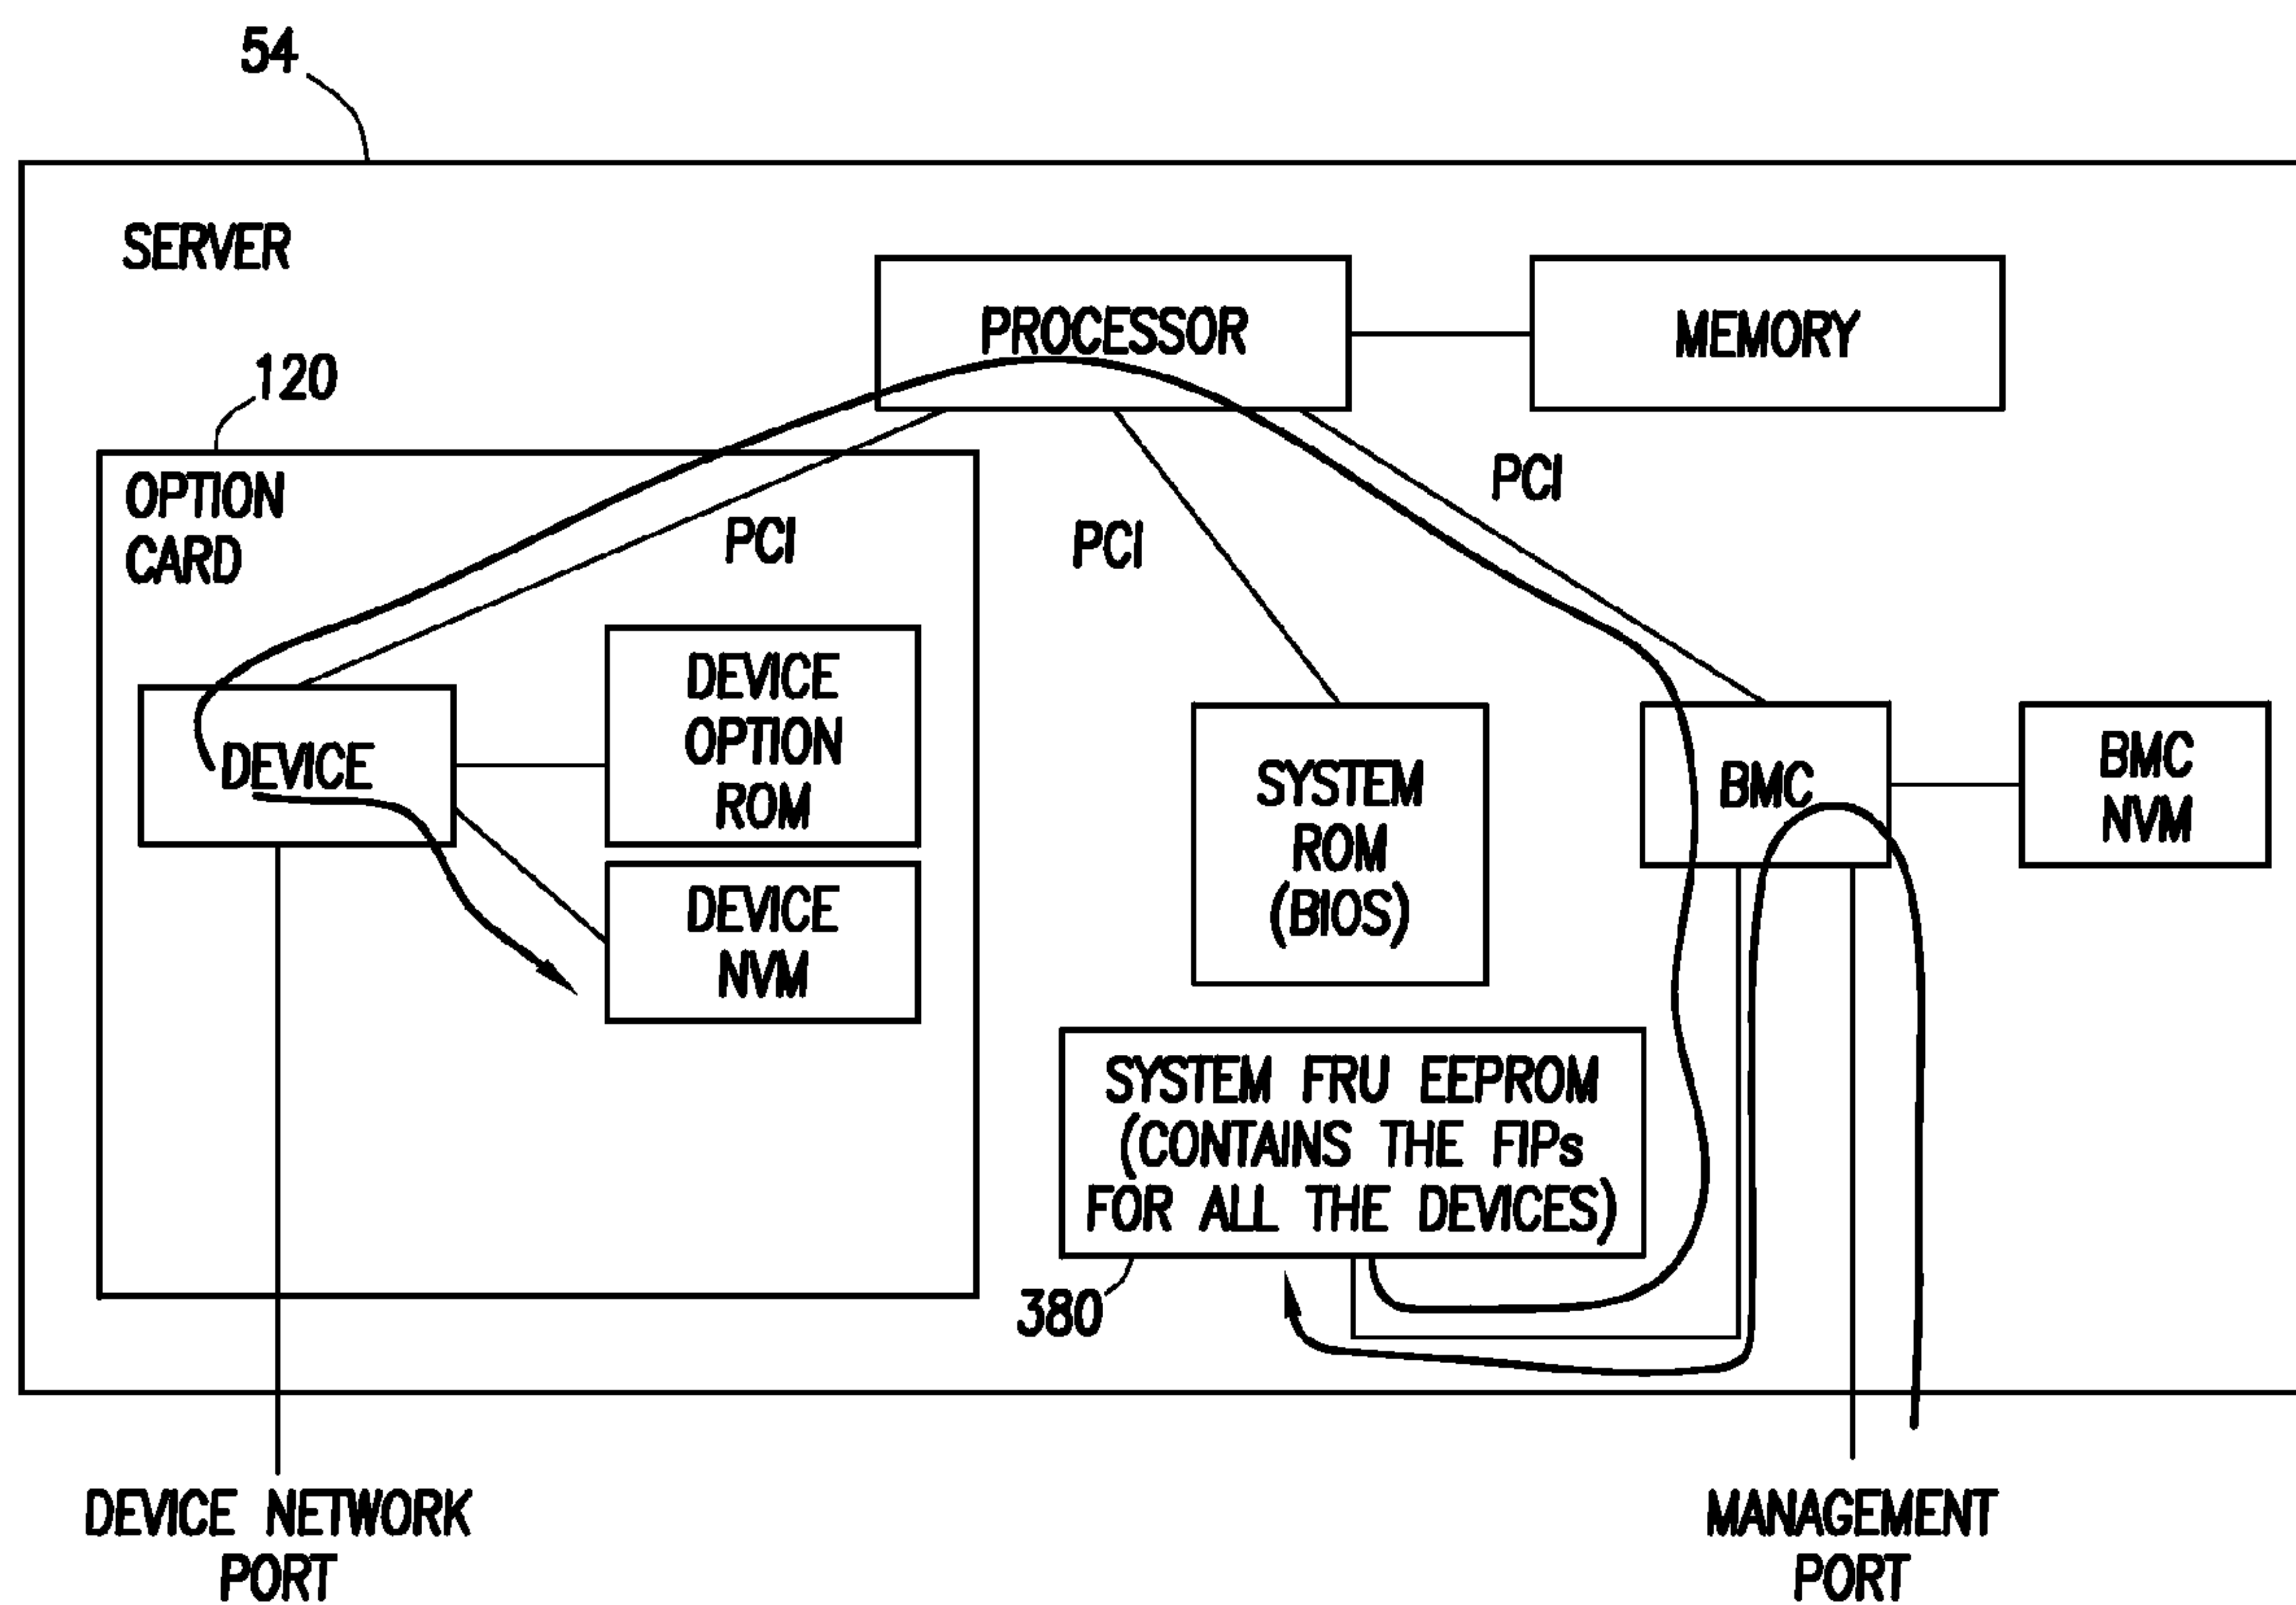 54
SERVER
PROCESSOR
MEMORY
120
OPTION
CARD
PCI
PCI
PCI
DEVICE
DEVICE
OPTION
ROM
DEVICE
NVM
SYSTEM
ROM
(BIOS)
BMC
BMC
NVM
SYSTEM FRU EEPROM
(CONTAINS THE FIPs
FOR ALL THE DEVICES)
380
DEVICE NETWORK
PORT
MANAGEMENT
PORT